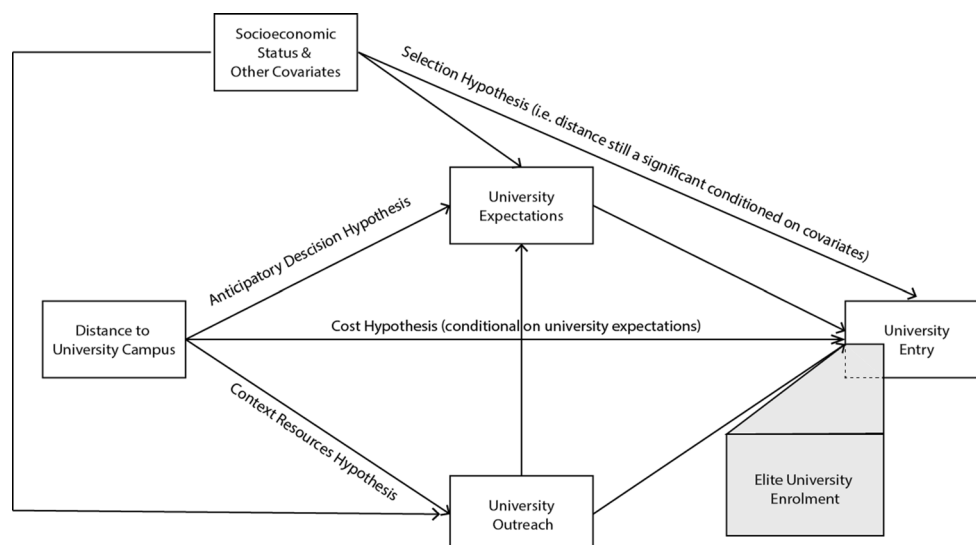 Socioeconomic
Status &
Other Covariates
Selection Hypothesis (i.e. distance still a significant conditioned on covariates)
University
Expectations
Anticipatory Descision Hypothesis
Distance to
University Campus
Cost Hypothesis (conditional on university expectations)
University
Entry
Context Resources Hypothesis
University
Outreach
Elite University
Enrolment